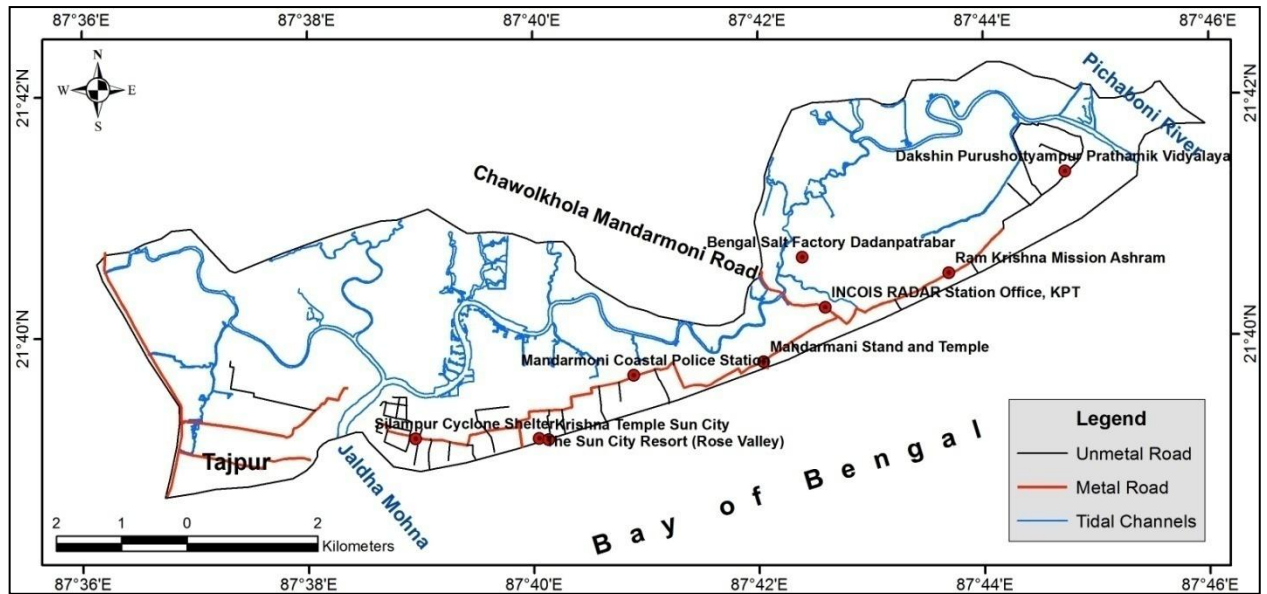 87°36'E 87°38'E 87°40'E 87°42'E 87°44'E 87°46'E
N
W E
S
21°42'N
21°42'N
Pichaboni River
Dakshin Purushottyampur Prathamik Vidyalaya
Chawolkhola Mandarmoni Road
Bengal Salt Factory Dadanpatrabar
Ram Krishna Mission Ashram
INCOIS RADAR Station Office, KPT
21°40'N
21°40'N
Mandarmani Stand and Temple
Mandarmoni Coastal Police Station
Silampur Cyclone Shelter
Krishna Temple Sun City
The Sun City Resort (Rose Valley)
Tajpur
Jaldha Mohna
Bay of Bengal
Legend
Unmetal Road
Metal Road
Tidal Channels
2 1 0 2
Kilometers
87°36'E 87°38'E 87°40'E 87°42'E 87°44'E 87°46'E